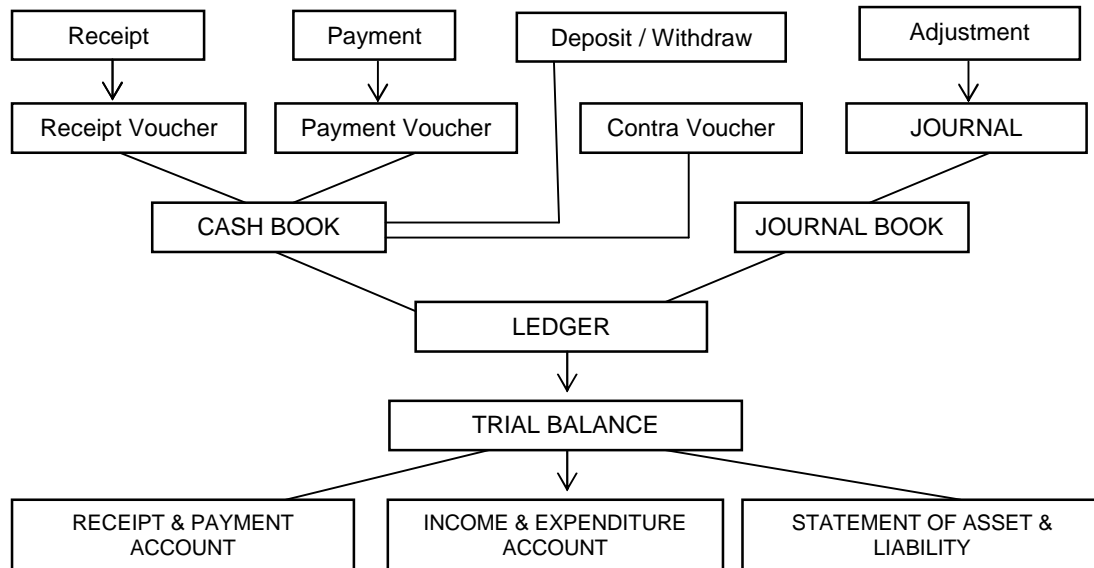 Receipt
Payment
Deposit / Withdraw
Adjustment
Receipt Voucher
Payment Voucher
Contra Voucher
JOURNAL
CASH BOOK
JOURNAL BOOK
LEDGER
TRIAL BALANCE
RECEIPT & PAYMENT
ACCOUNT
INCOME & EXPENDITURE
ACCOUNT
STATEMENT OF ASSET &
LIABILITY